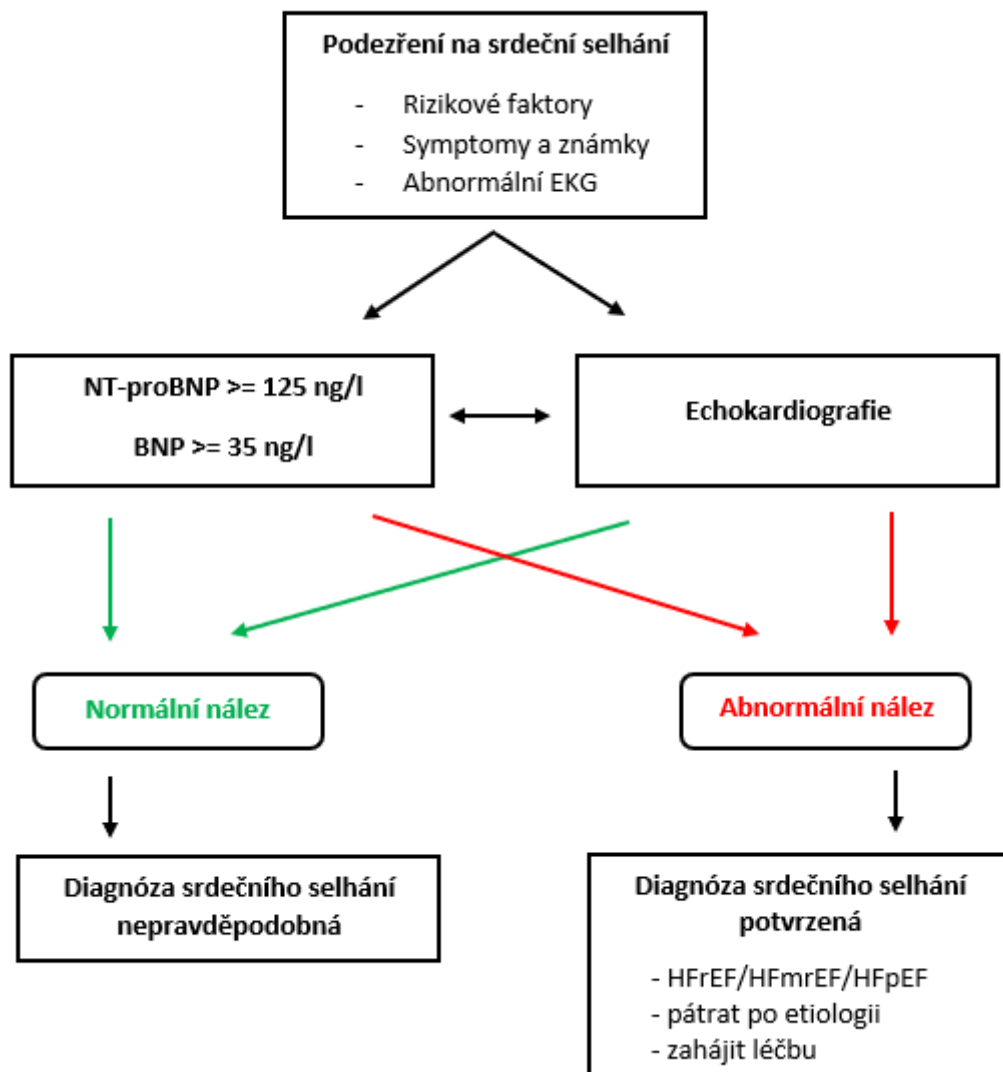 Podezření na srdeční selhání
- Rizikové faktory
- Symptomy a známky
- Abnormální EKG
NT-proBNP >= 125 ng/l
BNP >= 35 ng/l
Echokardiografie
Normální nález
Abnormální nález
Diagnóza srdečního selhání
nepravděpodobná
Diagnóza srdečního selhání
potvrzená
- HFrEF/HFmrEF/HFpEF
- pátrat po etiologii
- zahájit léčbu